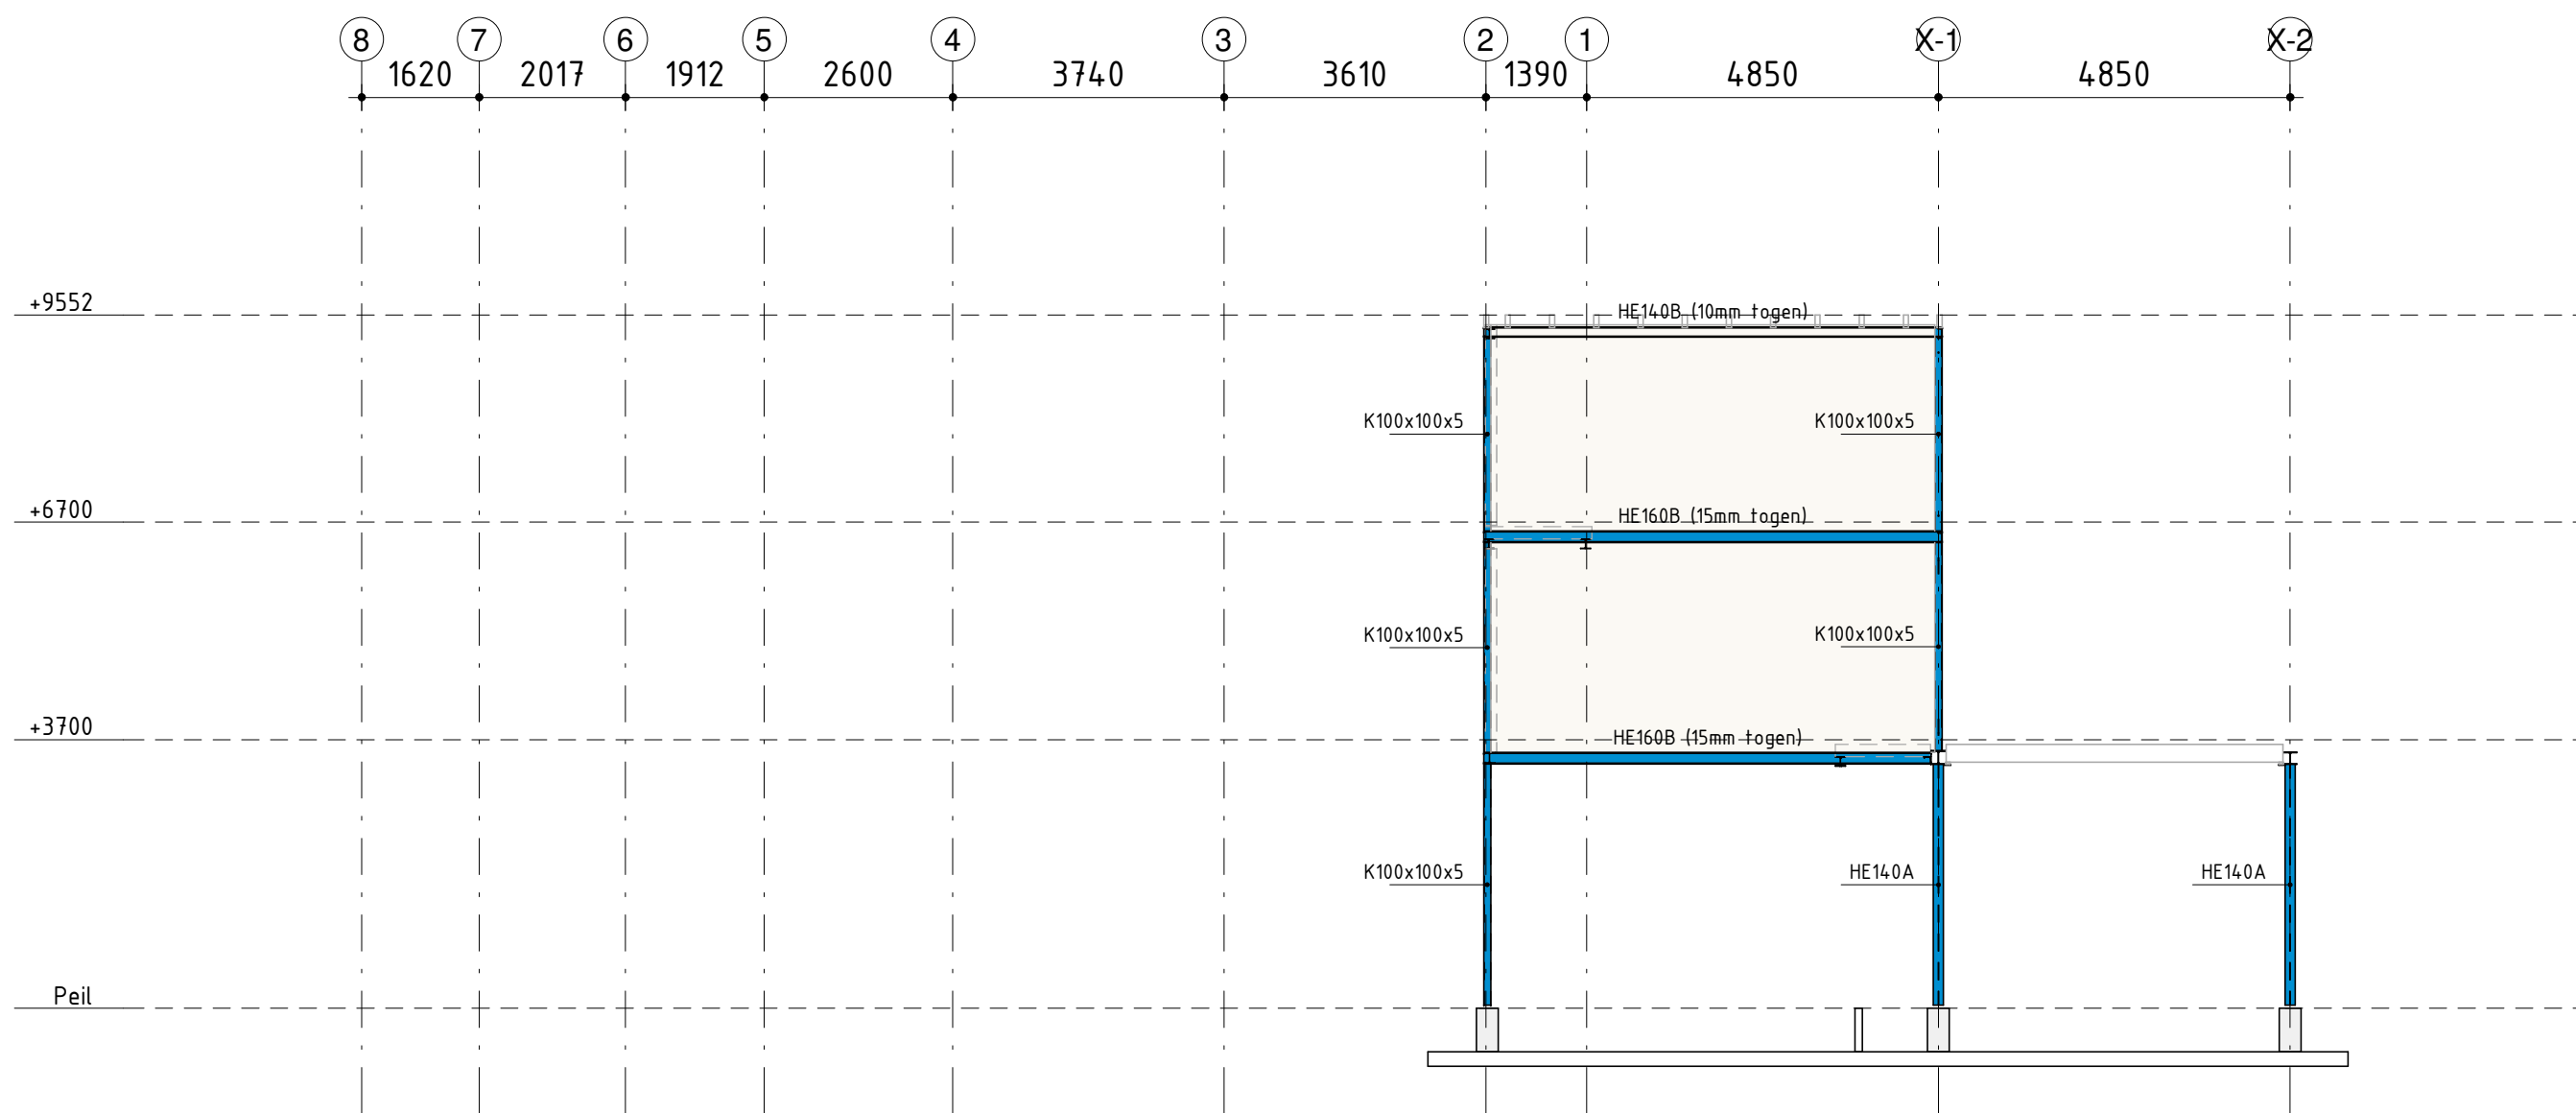 8 7 6 5 4 3 2 1 X-1 X-2
1620 2017 1912 2600 3740 3610 1390 4850 4850
+9552
HE140B (10mm togen)
K100x100x5 K100x100x5
+6700
HE160B (15mm togen)
K100x100x5 K100x100x5
+3700
HE160B (15mm togen)
K100x100x5 HE140A HE140A
Peil